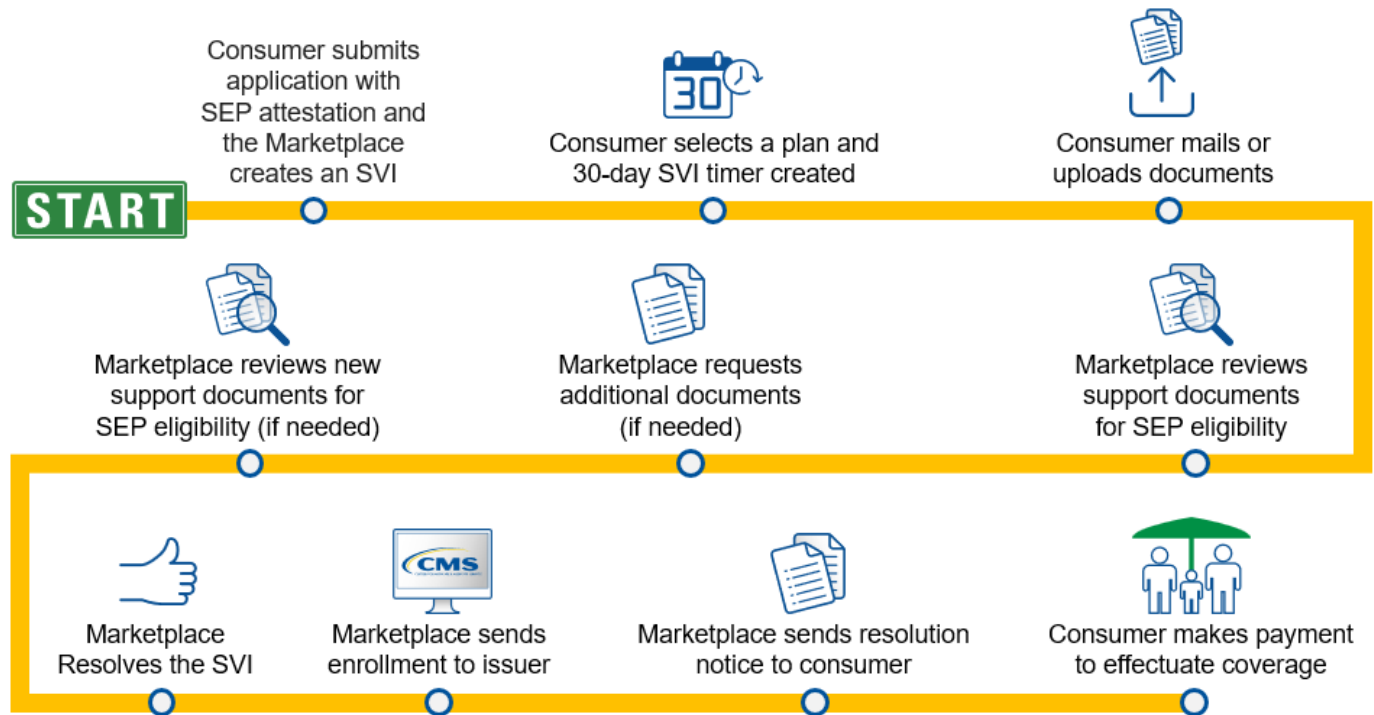 Consumer submits
application with
SEP attestation and
the Marketplace
creates an SVI
30
Consumer selects a plan and
30-day SVI timer created
Consumer mails or
uploads documents
START
Marketplace reviews new
support documents for
SEP eligibility (if needed)
Marketplace requests
additional documents
(if needed)
Marketplace reviews
support documents
for SEP eligibility
Marketplace
Resolves the SVI
CMS
Marketplace sends
enrollment to issuer
Marketplace sends resolution
notice to consumer
Consumer makes payment
to effectuate coverage